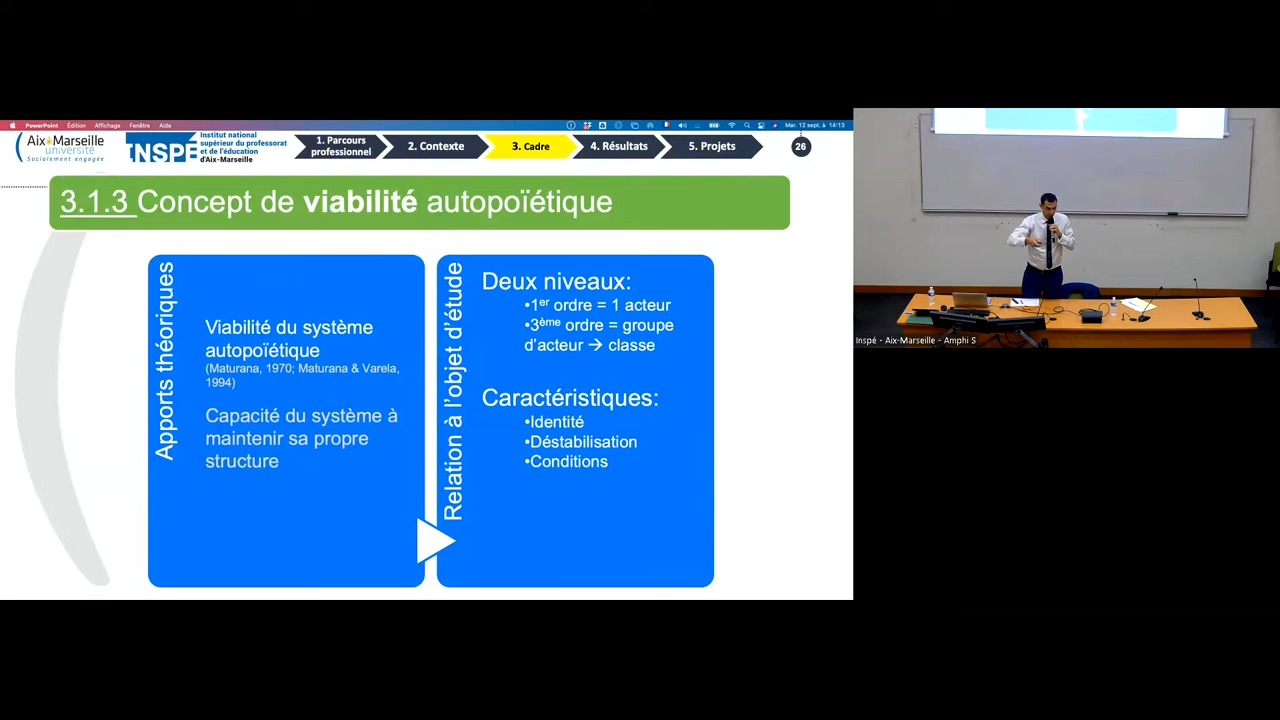 PowerPoint Édition Affichage Fenêtre Aide
Mar. 12 sept. à 14:13
Aix*Marseille
université
Socialement engagée
INSPÉ
Institut national
supérieur du professorat
et de l'éducation
d'Aix-Marseille
1. Parcours
professionnel
2. Contexte
3. Cadre
4. Résultats
5. Projets
26
3.1.3 Concept de viabilité autopoïétique
Apports théoriques
Viabilité du système
autopoïétique
(Maturana, 1970; Maturana & Varela,
1994)
Capacité du système à
maintenir sa propre
structure
Relation à l'objet d'étude
Deux niveaux:
•1er ordre = 1 acteur
•3ème ordre = groupe
d'acteur → classe
Caractéristiques:
•Identité
•Déstabilisation
•Conditions
Inspé - Aix-Marseille - Amphi S